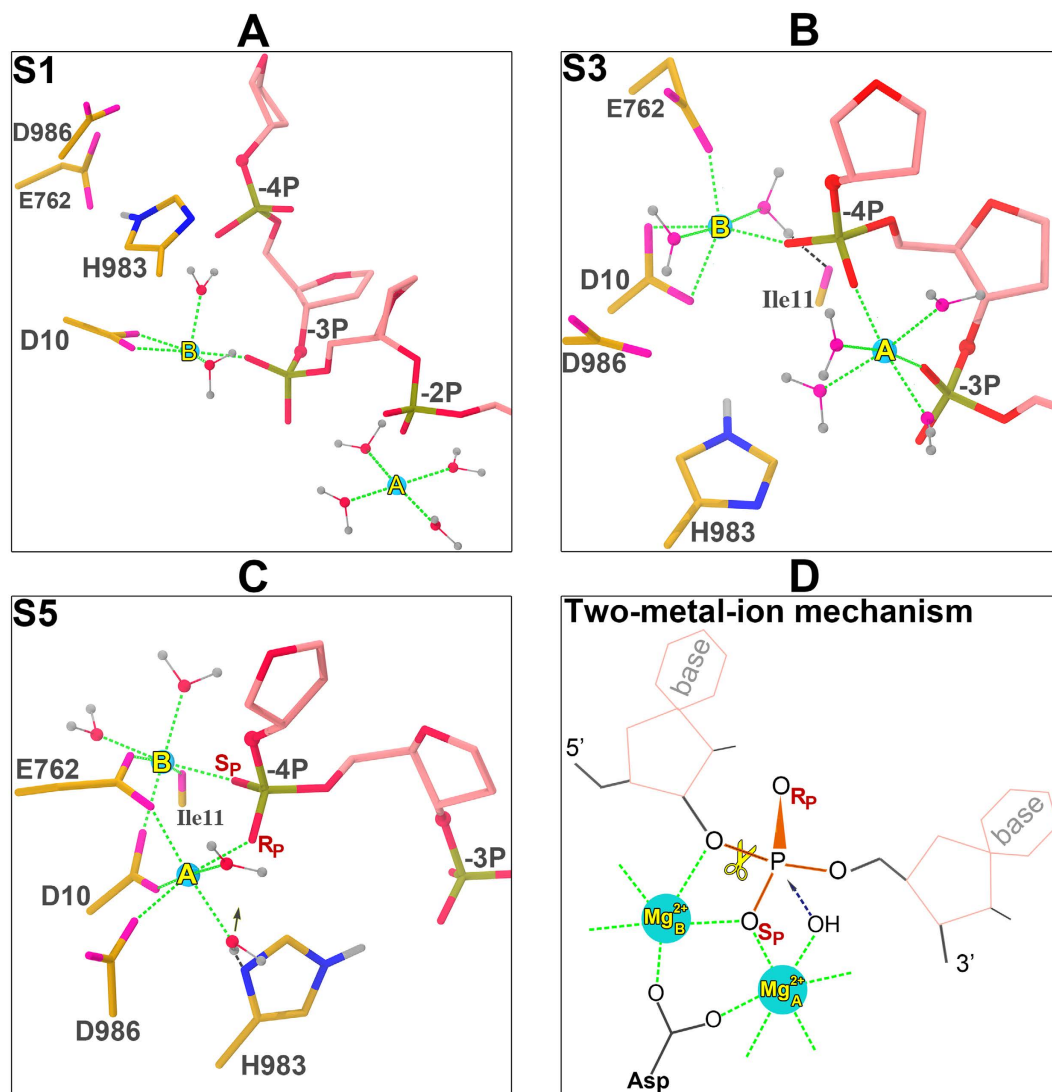 A
S1
D986
E762
-4P
H983
D10
B
-3P
-2P
A
B
S3
E762
-4P
B
D10
Ile11
D986
A
-3P
H983
C
S5
B
E762
SP
-4P
Ile11
RP
A
-3P
D10
D986
H983
D
Two-metal-ion mechanism
base
5’
O
RP
base
O
P
O
Mg2+B
O
SP
OH
3’
Mg2+A
O
O
Asp